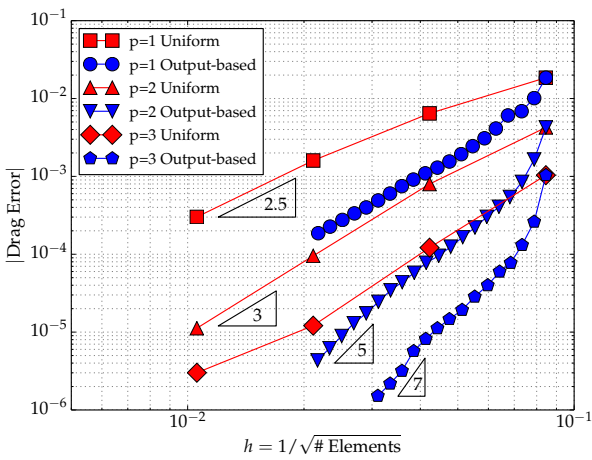 10⁻¹
10⁻²
10⁻³
10⁻⁴
10⁻⁵
10⁻⁶
|Drag Error|
p=1 Uniform
p=1 Output-based
p=2 Uniform
p=2 Output-based
p=3 Uniform
p=3 Output-based
2.5
3
5
7
10⁻²
10⁻¹
h = 1/√# Elements